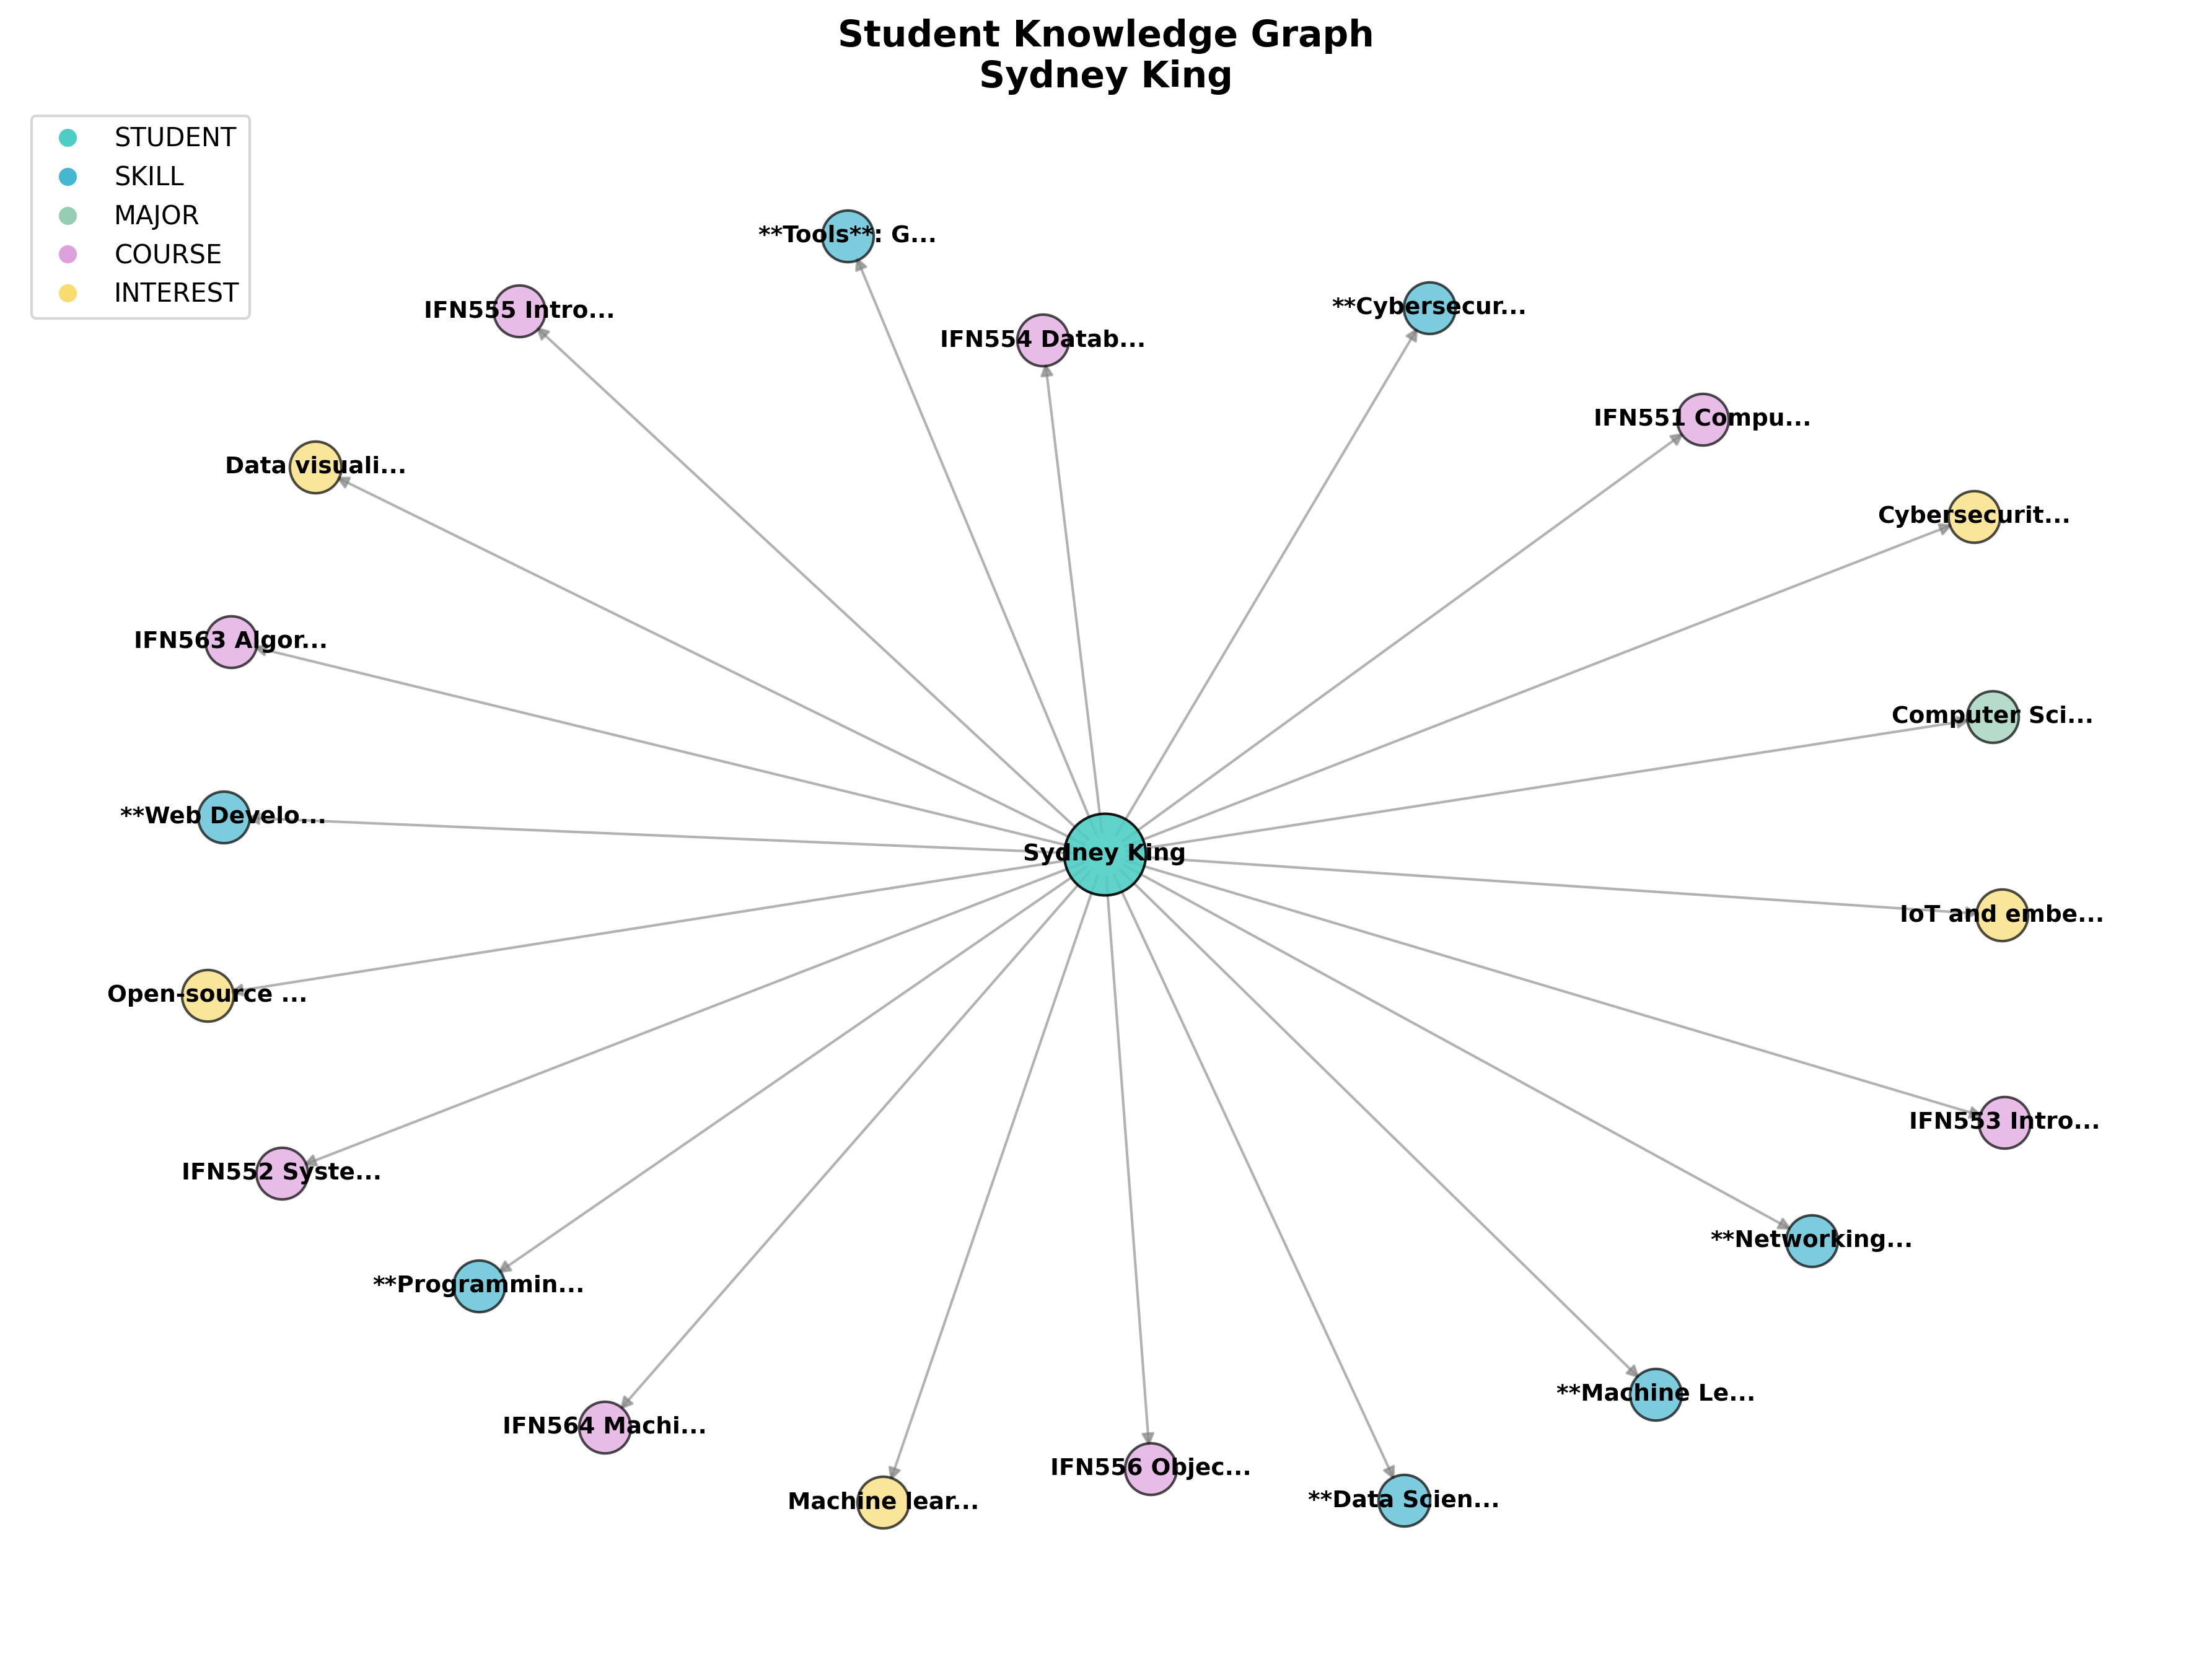 Student Knowledge Graph
Sydney King
STUDENT
SKILL
MAJOR
COURSE
INTEREST
**Tools**: G...
IFN555 Intro...
**Cybersecur...
IFN554 Datab...
IFN551 Compu...
Data visuali...
Cybersecurit...
IFN563 Algor...
Computer Sci...
**Web Develo...
Sydney King
IoT and embe...
Open-source ...
IFN553 Intro...
IFN552 Syste...
**Networking...
**Programmin...
**Machine Le...
IFN564 Machi...
IFN556 Objec...
Machine lear...
**Data Scien...